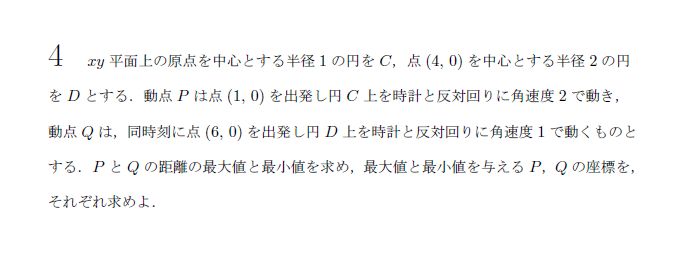 4 xy 平面上の原点を中心とする半径 1 の円を C，点 (4, 0) を中心とする半径 2 の円
を D とする．動点 P は点 (1, 0) を出発し円 C 上を時計と反対回りに角速度 2 で動き，
動点 Q は，同時刻に点 (6, 0) を出発し円 D 上を時計と反対回りに角速度 1 で動くものと
する．P と Q の距離の最大値と最小値を求め，最大値と最小値を与える P，Q の座標を，
それぞれ求めよ．